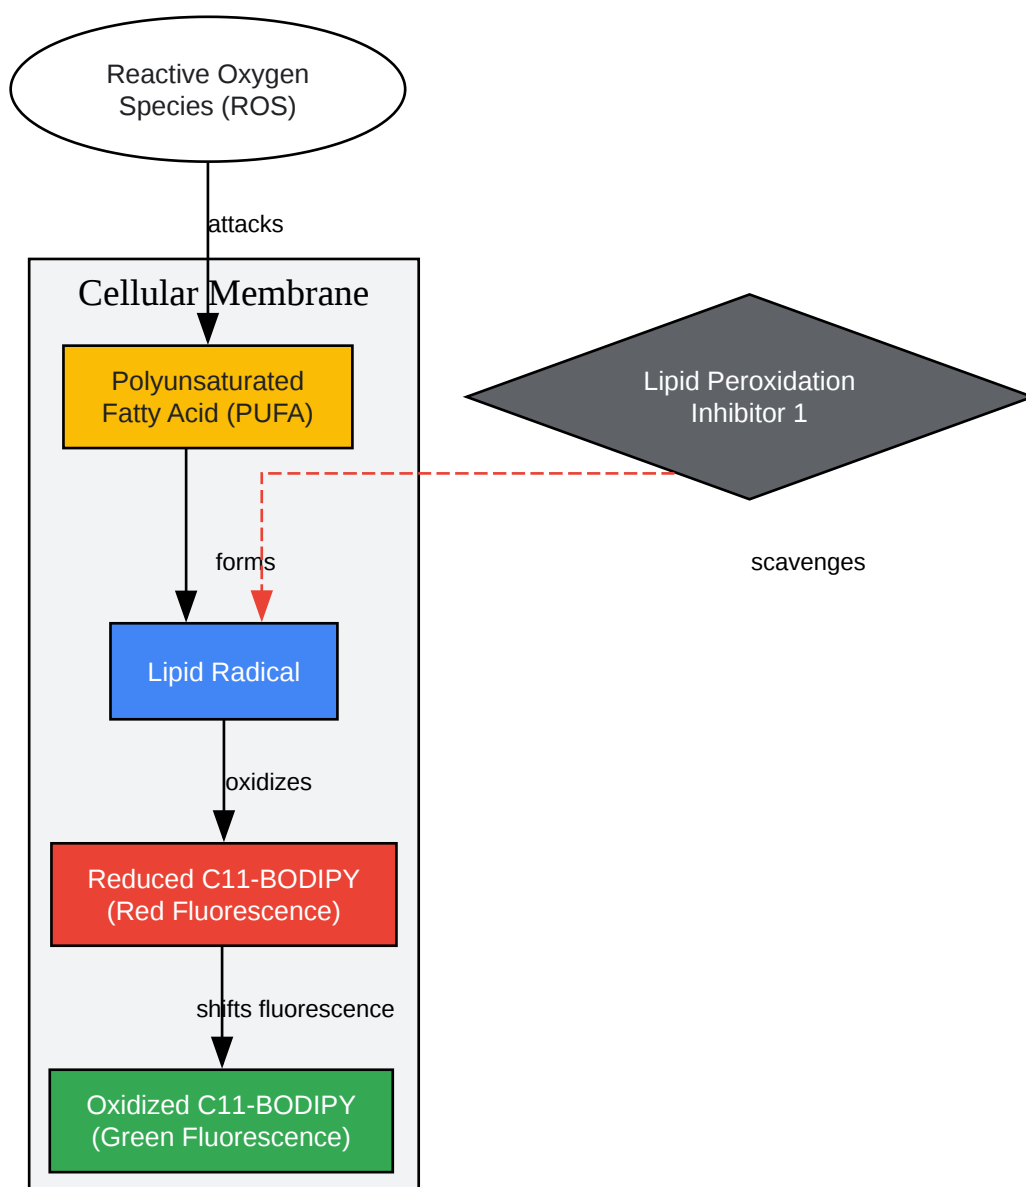 Reactive Oxygen
Species (ROS)
attacks
Cellular Membrane
Polyunsaturated
Fatty Acid (PUFA)
Lipid Peroxidation
Inhibitor 1
forms
scavenges
Lipid Radical
oxidizes
Reduced C11-BODIPY
(Red Fluorescence)
shifts fluorescence
Oxidized C11-BODIPY
(Green Fluorescence)